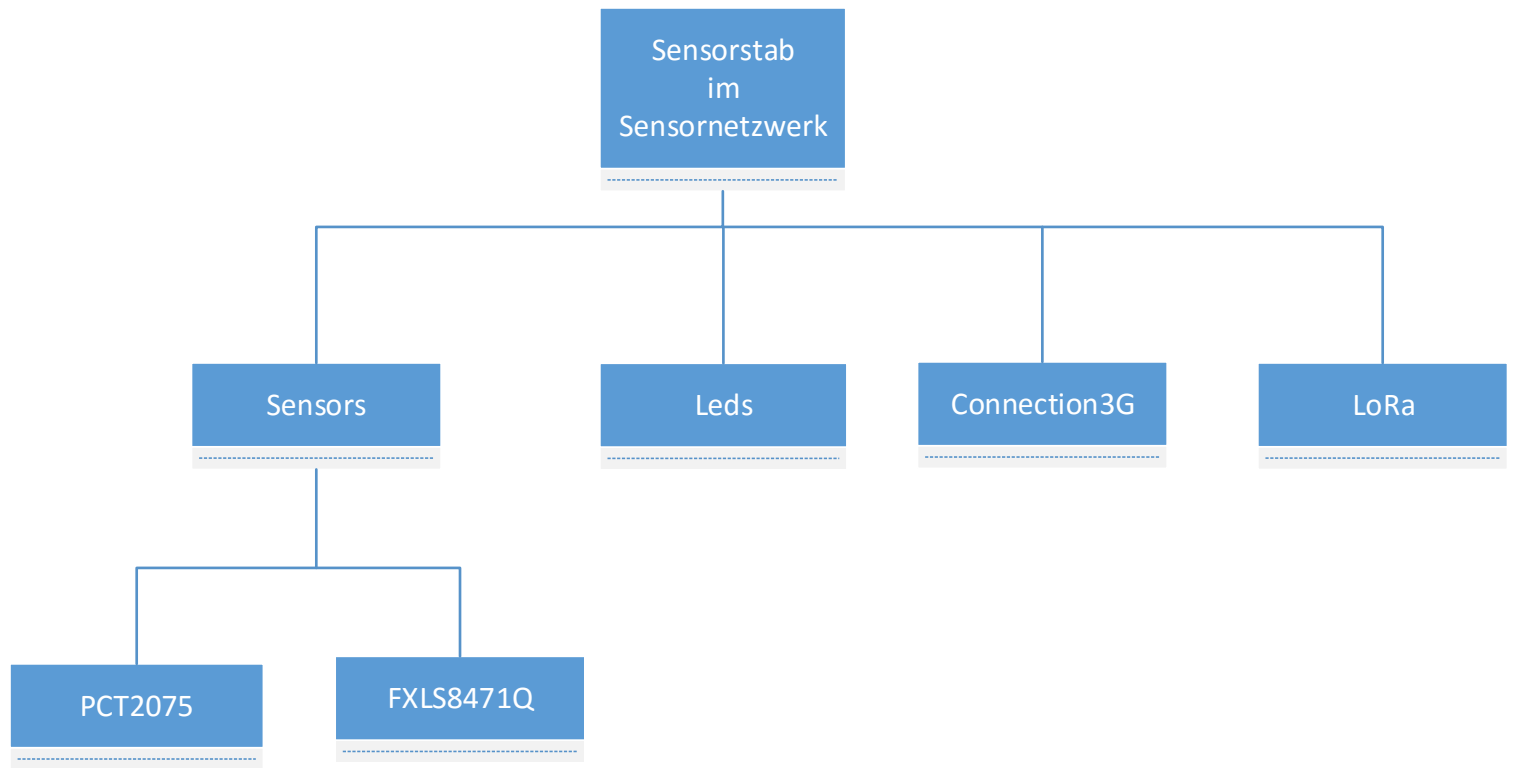 Sensorstab
im
Sensornetzwerk
Sensors
Leds
Connection3G
LoRa
PCT2075
FXLS8471Q